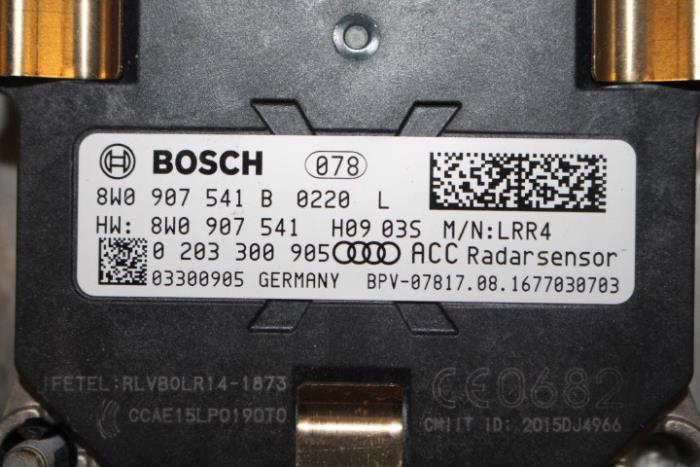 BOSCH 078
8W0 907 541 B 0220 L
HW: 8W0 907 541 H09 03S M/N:LRR4
0 203 300 905 ACC Radarsensor
03300905 GERMANY BPV-07817.08.1677030703
IFETEL:RLVBOLR14-1873
CCAE15LP0190T0
CE0682
CMIIT ID: 2015DJ4966